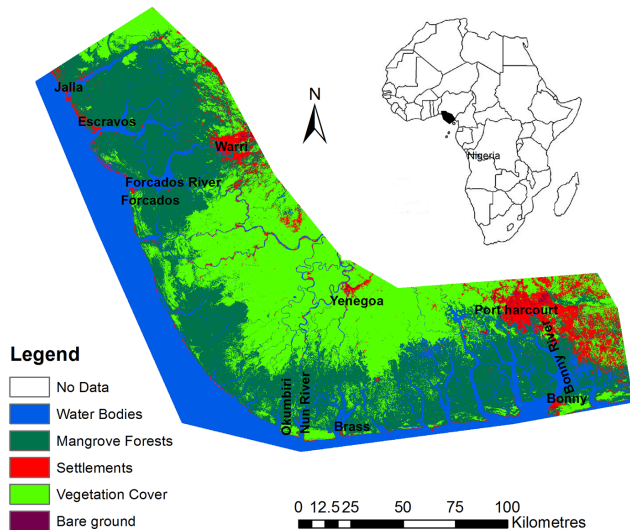 N
Jalla
Escravos
Warri
Forcados River
Forcados
Nigeria
Yenegoa
Port harcourt
Bonny River
Okumbiri
Nun River
Brass
Bonny
Legend
No Data
Water Bodies
Mangrove Forests
Settlements
Vegetation Cover
Bare ground
0 12.5 25 50 75 100
Kilometres